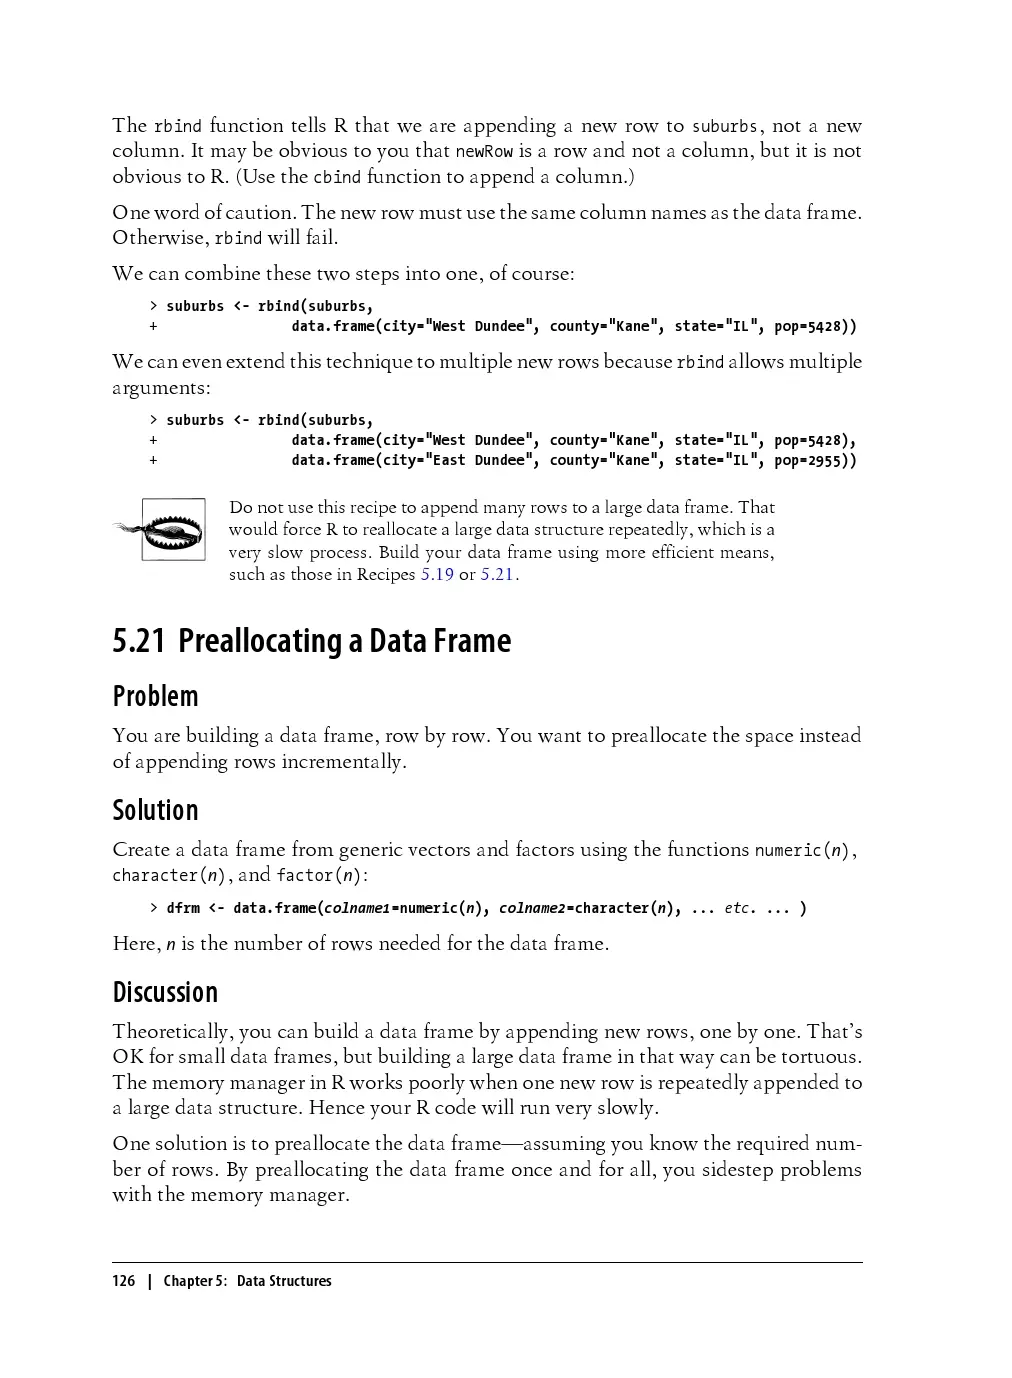 The rbind function tells R that we are appending a new row to suburbs, not a new
column. It may be obvious to you that newRow is a row and not a column, but it is not
obvious to R. (Use the cbind function to append a column.)
One word of caution. The new row must use the same column names as the data frame.
Otherwise, rbind will fail.
We can combine these two steps into one, of course:
> suburbs <- rbind(suburbs,
+                data.frame(city="West Dundee", county="Kane", state="IL", pop=5428))
We can even extend this technique to multiple new rows because rbind allows multiple
arguments:
> suburbs <- rbind(suburbs,
+                data.frame(city="West Dundee", county="Kane", state="IL", pop=5428),
+                data.frame(city="East Dundee", county="Kane", state="IL", pop=2955))
Do not use this recipe to append many rows to a large data frame. That
would force R to reallocate a large data structure repeatedly, which is a
very slow process. Build your data frame using more efficient means,
such as those in Recipes 5.19 or 5.21.
5.21 Preallocating a Data Frame
Problem
You are building a data frame, row by row. You want to preallocate the space instead
of appending rows incrementally.
Solution
Create a data frame from generic vectors and factors using the functions numeric(n),
character(n), and factor(n):
> dfrm <- data.frame(colname1=numeric(n), colname2=character(n), ... etc. ... )
Here, n is the number of rows needed for the data frame.
Discussion
Theoretically, you can build a data frame by appending new rows, one by one. That's
OK for small data frames, but building a large data frame in that way can be tortuous.
The memory manager in R works poorly when one new row is repeatedly appended to
a large data structure. Hence your R code will run very slowly.
One solution is to preallocate the data frame—assuming you know the required num-
ber of rows. By preallocating the data frame once and for all, you sidestep problems
with the memory manager.
126 | Chapter 5: Data Structures